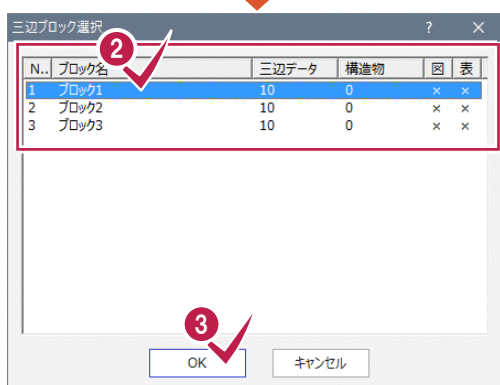 三辺ブロック選択 ? ×
2
N.. ブロック名 三辺データ 構造物 図 表
1 ブロック1 10 0 × ×
2 ブロック2 10 0 × ×
3 ブロック3 10 0 × ×
3
OK キャンセル